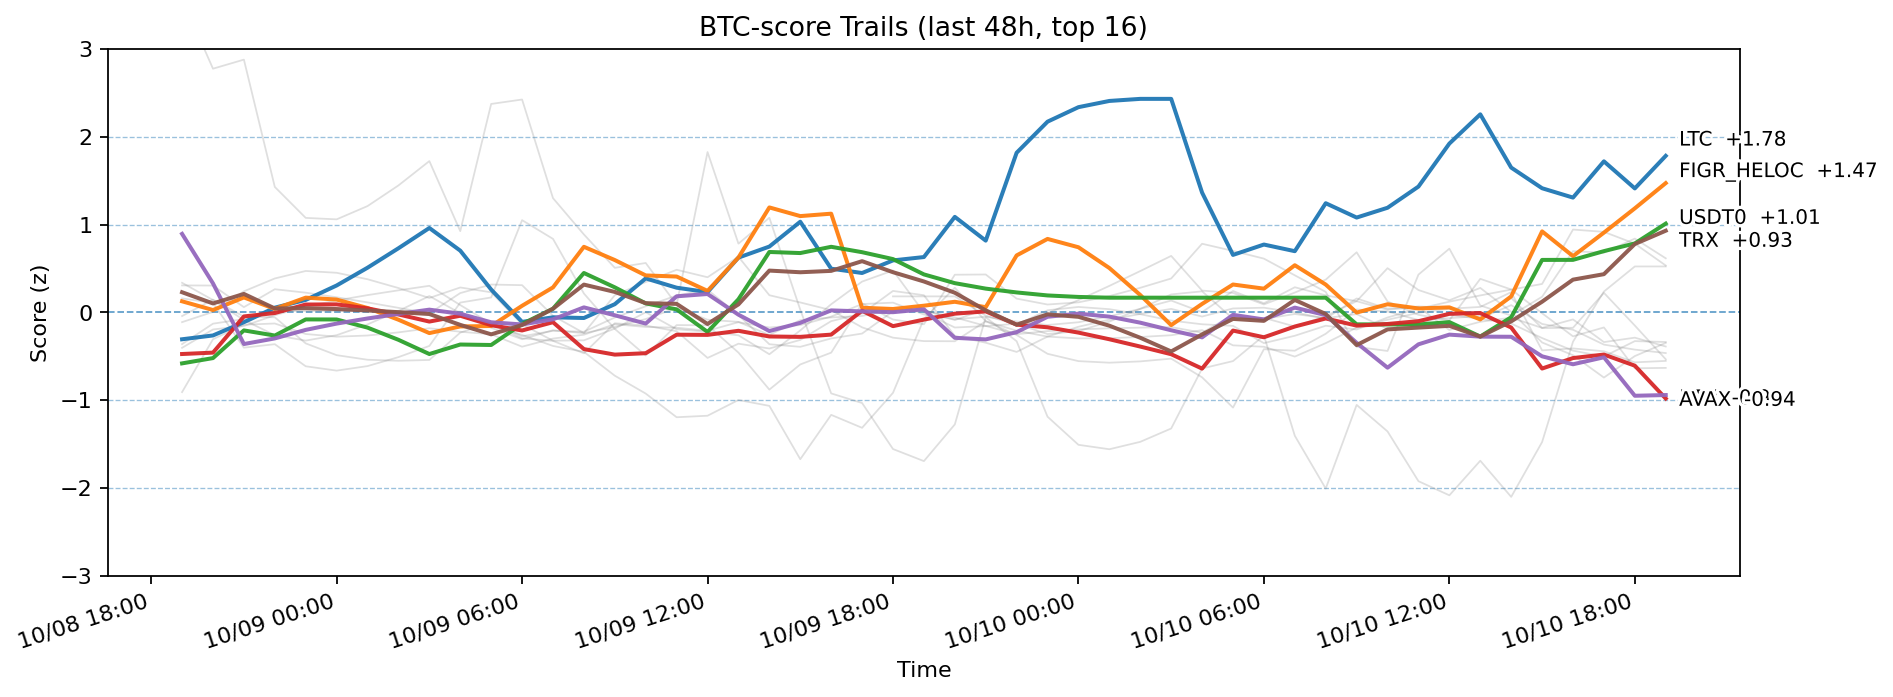 BTC-score Trails (last 48h, top 16)
3
2
1
0
−1
−2
−3
Score (z)
LTC +1.78
FIGR_HELOC +1.47
USDT0 +1.01
TRX +0.93
AVAX -0.94
10/08 18:00
10/09 00:00
10/09 06:00
10/09 12:00
10/09 18:00
10/10 00:00
10/10 06:00
10/10 12:00
10/10 18:00
Time